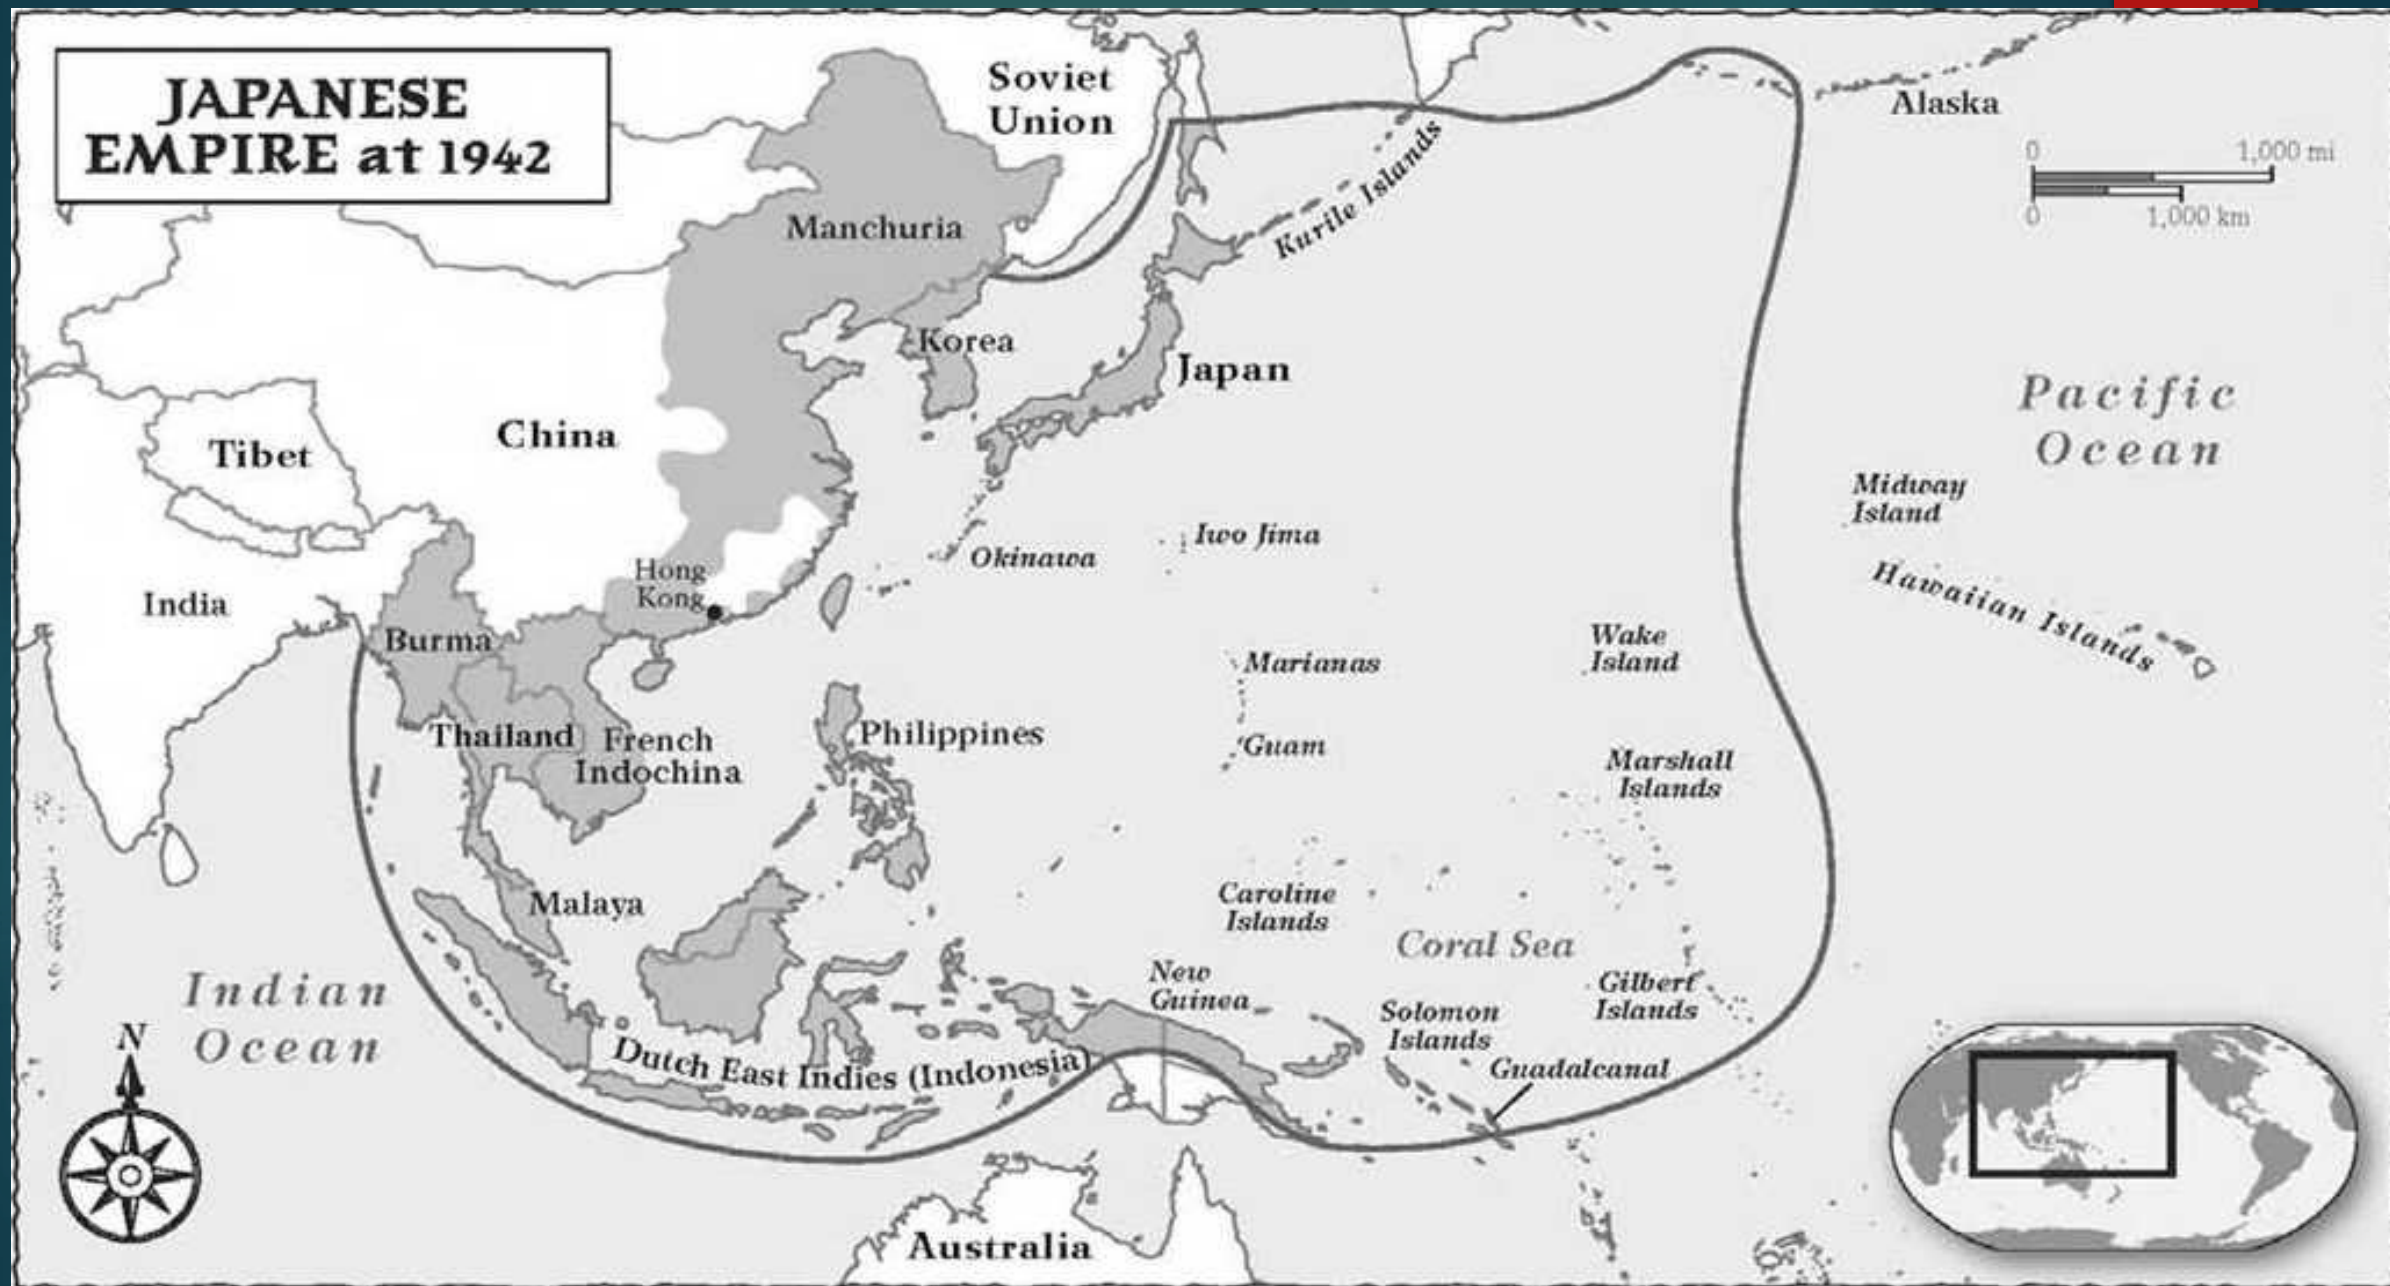 JAPANESE
EMPIRE at 1942
Soviet
Union
Alaska
0 1,000 mi
0 1,000 km
Kurile Islands
Manchuria
Korea
Japan
Pacific
Ocean
China
Tibet
Midway
Island
Iwo Jima
Okinawa
Hong
Kong
Hawaiian Islands
India
Burma
Wake
Island
Marianas
Thailand
French
Indochina
Philippines
Guam
Marshall
Islands
Malaya
Caroline
Islands
Coral Sea
New
Guinea
Gilbert
Islands
Solomon
Islands
Indian
Ocean
N
Dutch East Indies (Indonesia)
Guadalcanal
Australia